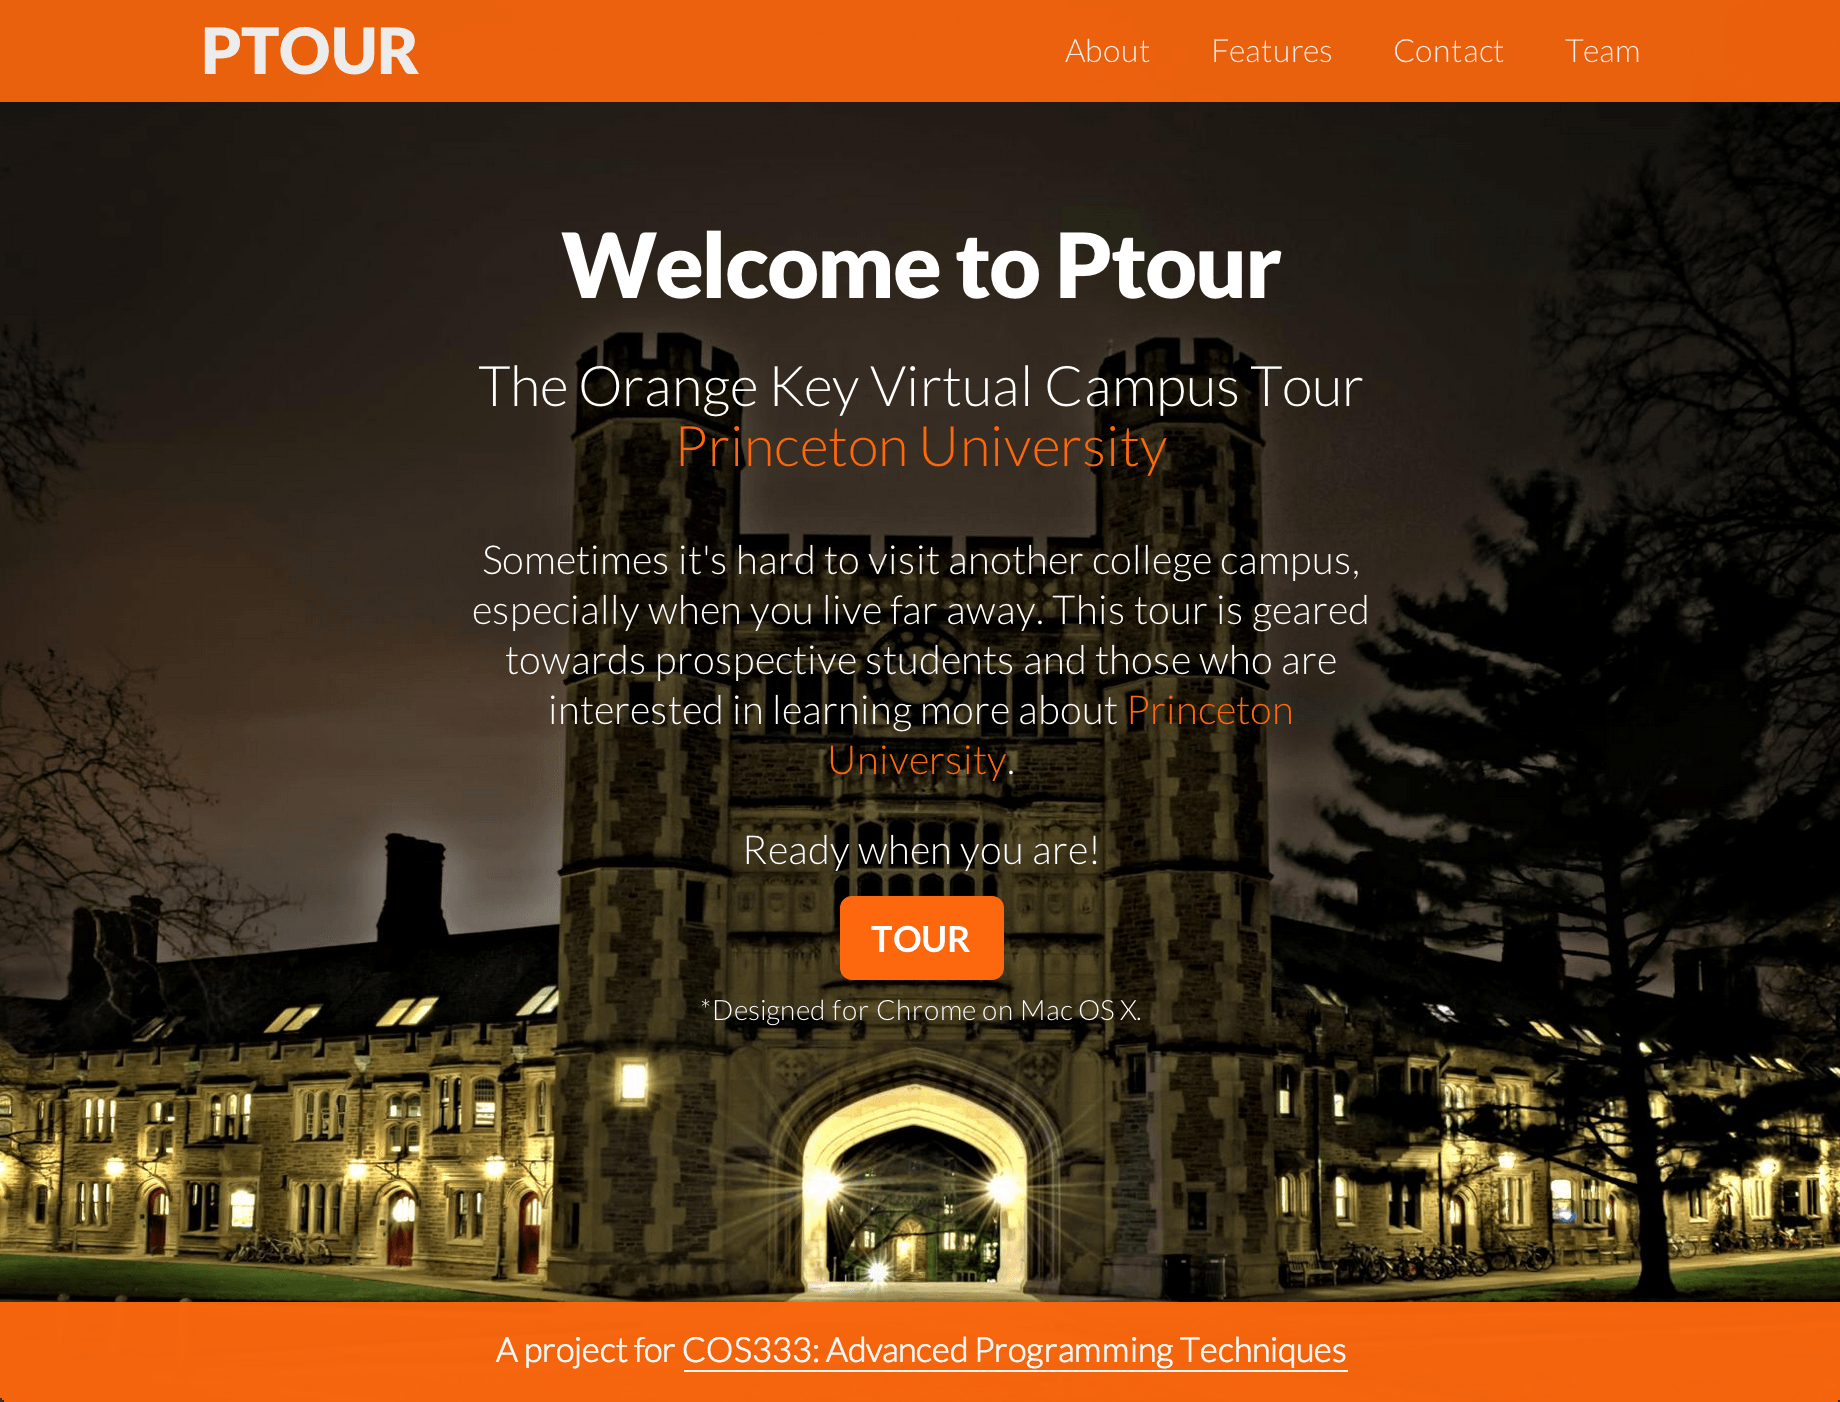 PTOUR
About Features Contact Team
Welcome to Ptour
The Orange Key Virtual Campus Tour
Princeton University
Sometimes it's hard to visit another college campus,
especially when you live far away. This tour is geared
towards prospective students and those who are
interested in learning more about Princeton
University.
Ready when you are!
TOUR
*Designed for Chrome on Mac OS X.
A project for COS333: Advanced Programming Techniques